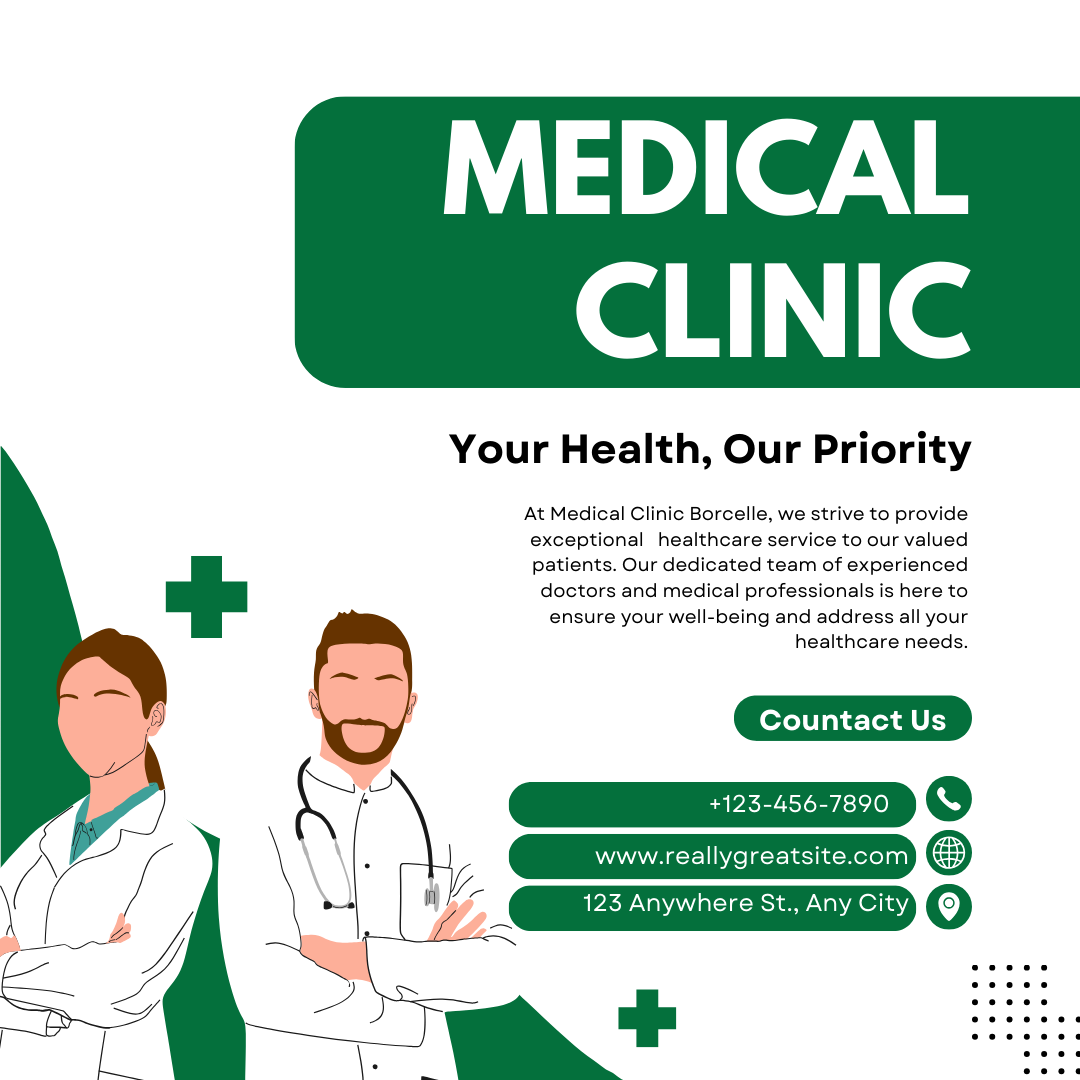 MEDICAL
CLINIC
Your Health, Our Priority
At Medical Clinic Borcelle, we strive to provide
exceptional healthcare service to our valued
patients. Our dedicated team of experienced
doctors and medical professionals is here to
ensure your well-being and address all your
healthcare needs.
Countact Us
+123-456-7890
www.reallygreatsite.com
123 Anywhere St., Any City